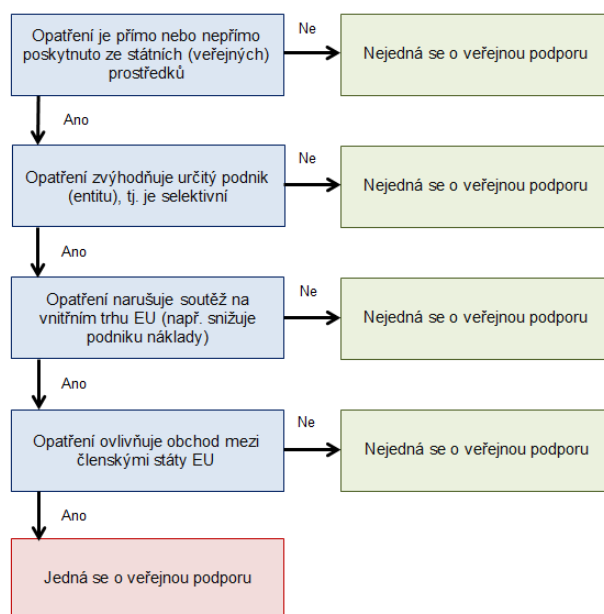 Opatření je přímo nebo nepřímo
poskytnuto ze státních (veřejných)
prostředků
Ne
Nejedná se o veřejnou podporu
Ano
Opatření zvýhodňuje určitý podnik
(entitu), tj. je selektivní
Ne
Nejedná se o veřejnou podporu
Ano
Opatření narušuje soutěž na
vnitřním trhu EU (např. snižuje
podniku náklady)
Ne
Nejedná se o veřejnou podporu
Ano
Opatření ovlivňuje obchod mezi
členskými státy EU
Ne
Nejedná se o veřejnou podporu
Ano
Jedná se o veřejnou podporu